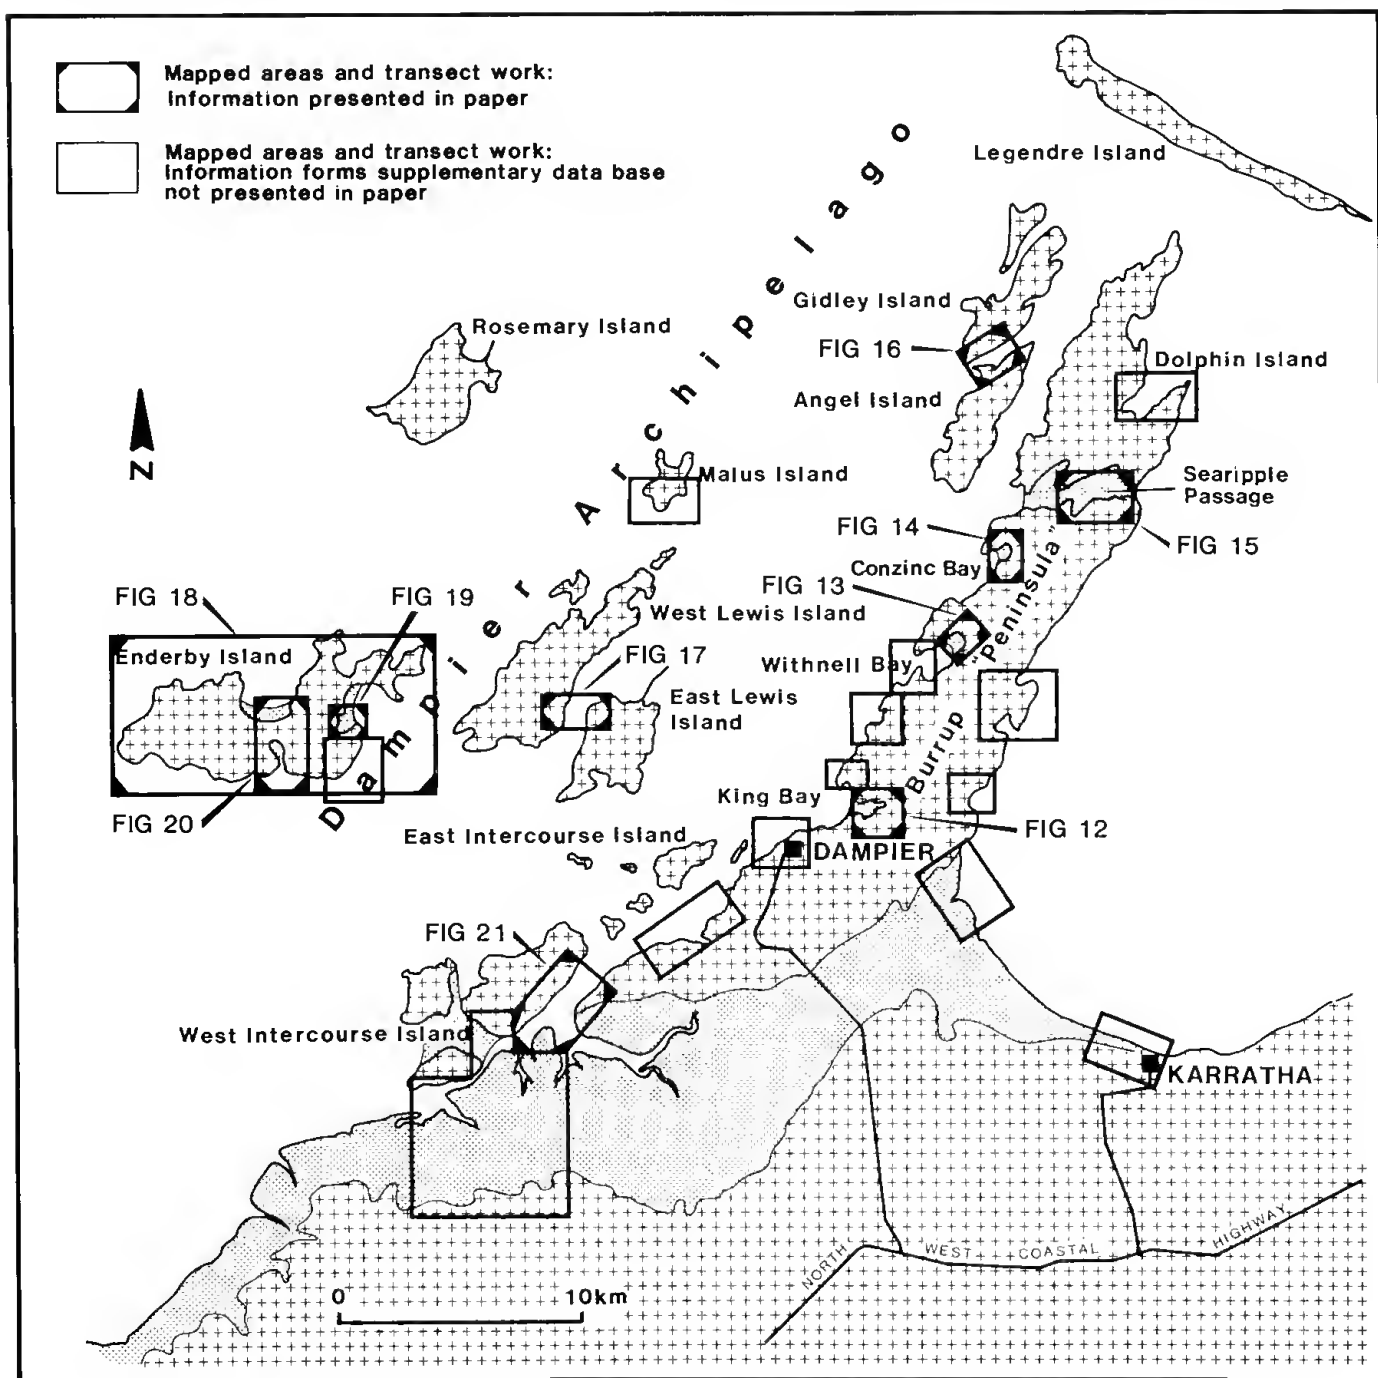 Mapped areas and transect work:
Information presented in paper
Mapped areas and transect work:
Information forms supplementary data base
not presented in paper
Legendre Island
Dampier Archipelago
Gidley Island
Rosemary Island
FIG 16
Dolphin Island
Angel Island
N
Malus Island
Searipple
Passage
FIG 14
FIG 15
Conzinc Bay
FIG 13
FIG 18
FIG 19
West Lewis Island
Enderby Island
FIG 17
Withnell Bay
East Lewis
Island
Burrup "Peninsula"
King Bay
FIG 20
FIG 12
East Intercourse Island
DAMPIER
FIG 21
West Intercourse Island
KARRATHA
NORTH WEST COASTAL HIGHWAY
0 10km